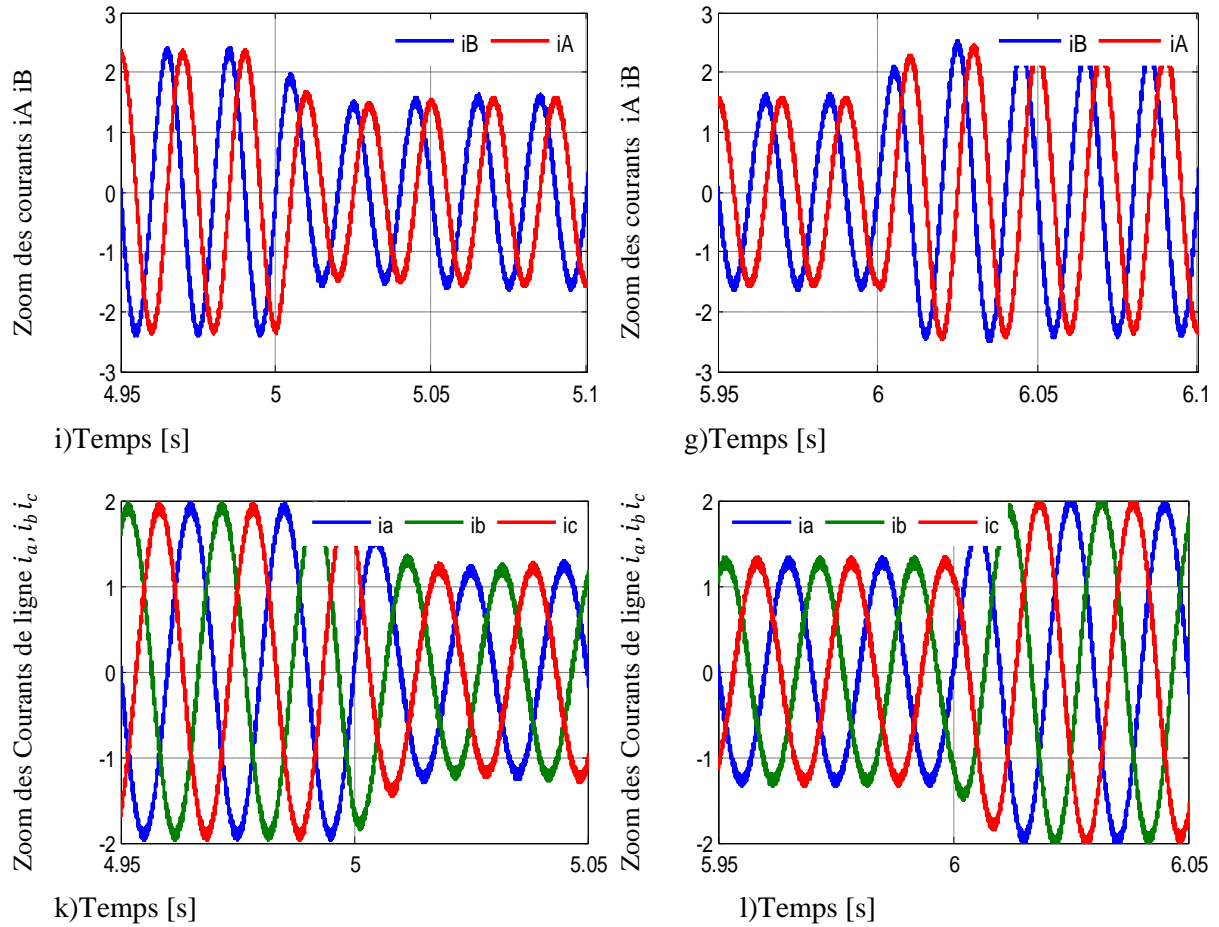 Zoom des courants iA iB
3
2
1
0
-1
-2
-3
iB iA
4.95 5 5.05 5.1
i)Temps [s]
Zoom des courants iA iB
3
2
1
0
-1
-2
-3
iB iA
5.95 6 6.05 6.1
g)Temps [s]
Zoom des Courants de ligne i_a, i_b i_c
2
1
0
-1
-2
ia ib ic
4.95 5 5.05
k)Temps [s]
Zoom des Courants de ligne i_a, i_b i_c
2
1
0
-1
-2
ia ib ic
5.95 6 6.05
l)Temps [s]